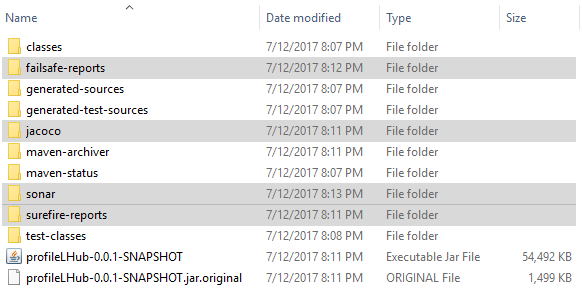 Name Date modified Type Size
classes 7/12/2017 8:07 PM File folder
failsafe-reports 7/12/2017 8:12 PM File folder
generated-sources 7/12/2017 8:07 PM File folder
generated-test-sources 7/12/2017 8:07 PM File folder
jacoco 7/12/2017 8:11 PM File folder
maven-archiver 7/12/2017 8:11 PM File folder
maven-status 7/12/2017 8:07 PM File folder
sonar 7/12/2017 8:13 PM File folder
surefire-reports 7/12/2017 8:11 PM File folder
test-classes 7/12/2017 8:08 PM File folder
profileLHub-0.0.1-SNAPSHOT 7/12/2017 8:11 PM Executable Jar File 54,492 KB
profileLHub-0.0.1-SNAPSHOT.jar.original 7/12/2017 8:11 PM ORIGINAL File 1,499 KB